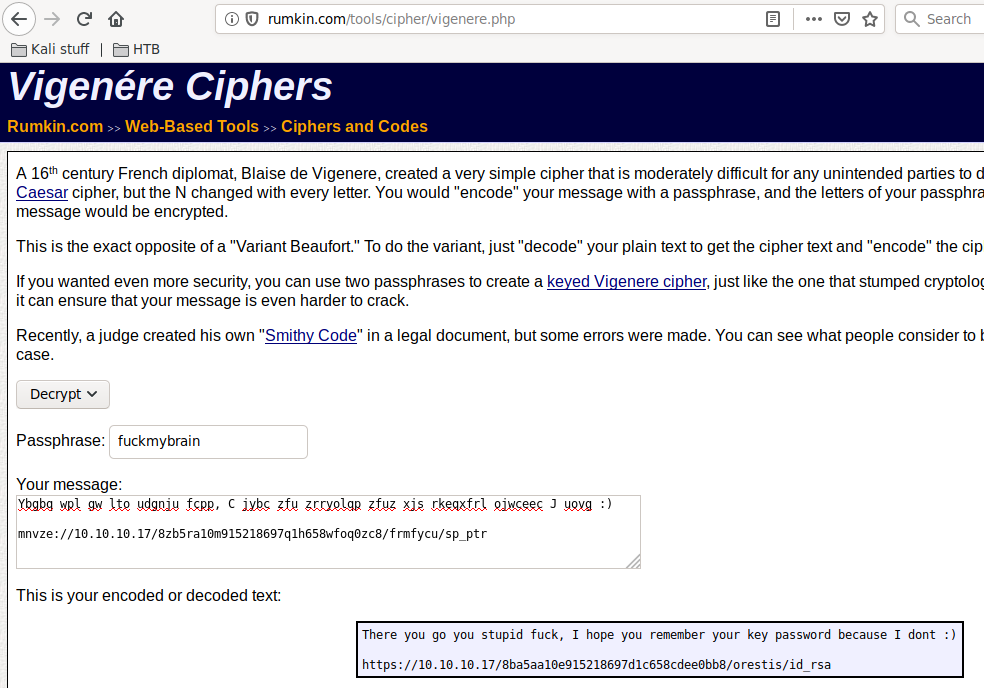 rumkin.com/tools/cipher/vigenere.php
Search
Kali stuff | HTB
Vigenére Ciphers
Rumkin.com >> Web-Based Tools >> Ciphers and Codes
A 16th century French diplomat, Blaise de Vigenere, created a very simple cipher that is moderately difficult for any unintended parties to d
Caesar cipher, but the N changed with every letter. You would "encode" your message with a passphrase, and the letters of your passphra
message would be encrypted.
This is the exact opposite of a "Variant Beaufort." To do the variant, just "decode" your plain text to get the cipher text and "encode" the cip
If you wanted even more security, you can use two passphrases to create a keyed Vigenere cipher, just like the one that stumped cryptolog
it can ensure that your message is even harder to crack.
Recently, a judge created his own "Smithy Code" in a legal document, but some errors were made. You can see what people consider to b
case.
Decrypt
Passphrase: fuckmybrain
Your message:
Ybgbq wpl gw lto udgnju fcpp, C jybc zfu zrryolqp zfuz xjs rkeqxfrl ojwceec J uovg :)
mnvze://10.10.10.17/8zb5ra10m915218697q1h658wfoq0zc8/frmfycu/sp_ptr
This is your encoded or decoded text:
There you go you stupid fuck, I hope you remember your key password because I dont :)
https://10.10.10.17/8ba5aa10e915218697d1c658cdee0bb8/orestis/id_rsa